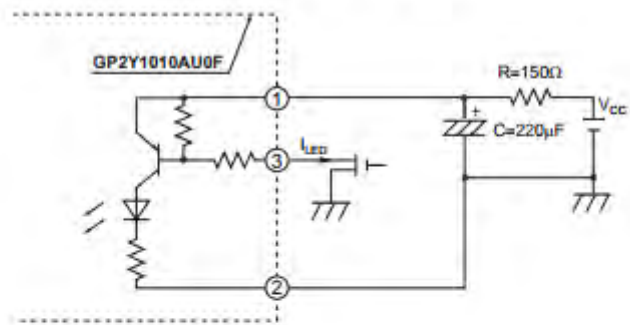 GP2Y1010AU0F
R=150Ω
①
+
VCC
C=220μF
③
ILED
②